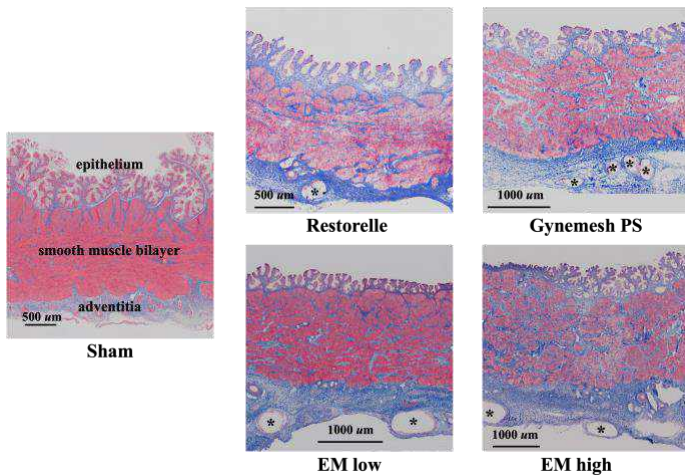 epithelium
smooth muscle bilayer
adventitia
500 um
Sham
500 um
*
Restorelle
1000 um
* * * *
Gynemesh PS
* *
1000 um
EM low
* *
1000 um
EM high